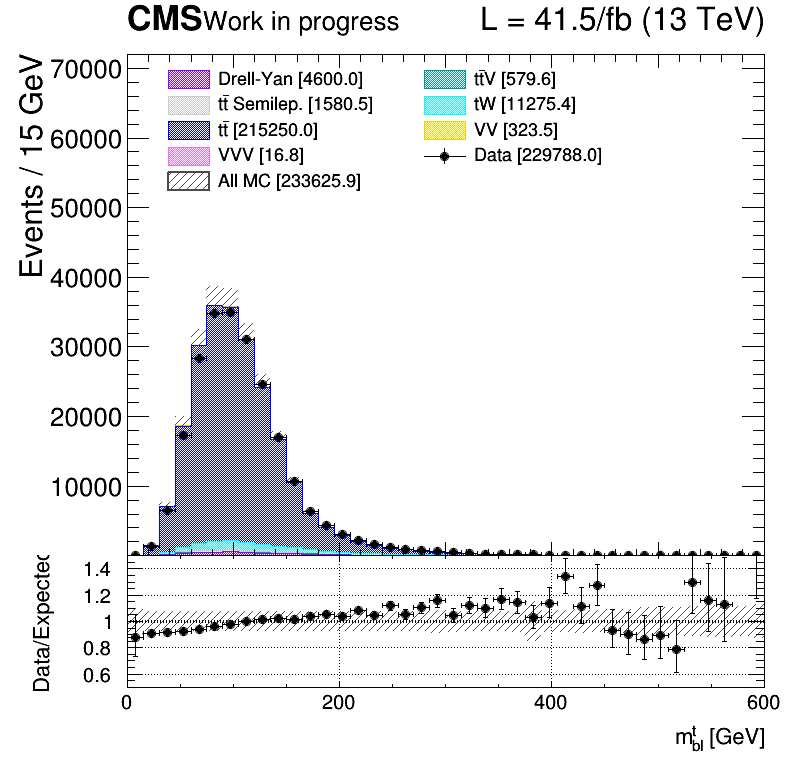 CMS Work in progress L = 41.5/fb (13 TeV)
Events / 15 GeV
70000
60000
50000
40000
30000
20000
10000
Drell-Yan [4600.0]
tt̄ Semilep. [1580.5]
tt̄ [215250.0]
VVV [16.8]
All MC [233625.9]
tt̄V [579.6]
tW [11275.4]
VV [323.5]
Data [229788.0]
Data/Expected
1.4
1.2
1
0.8
0.6
0 200 400 600
m^t_bl [GeV]